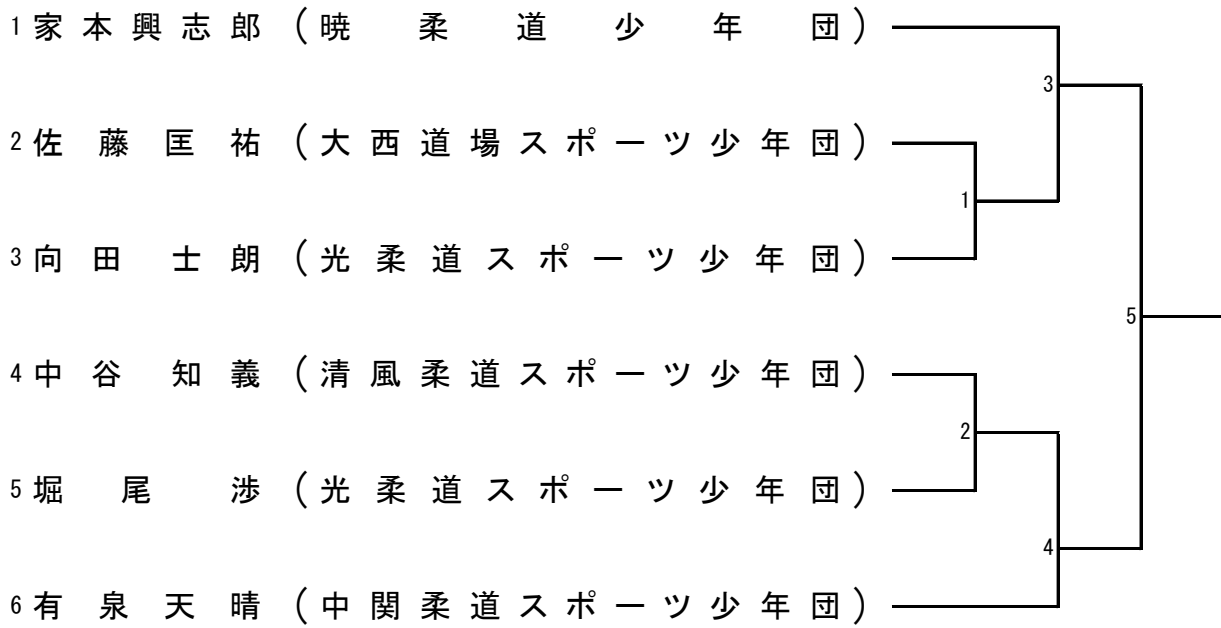 1 家本興志郎 (暁柔道少年団)
3
2 佐藤匡祐 (大西道場スポーツ少年団)
1
3 向田士朗 (光柔道スポーツ少年団)
5
4 中谷知義 (清風柔道スポーツ少年団)
2
5 堀尾渉 (光柔道スポーツ少年団)
4
6 有泉天晴 (中関柔道スポーツ少年団)